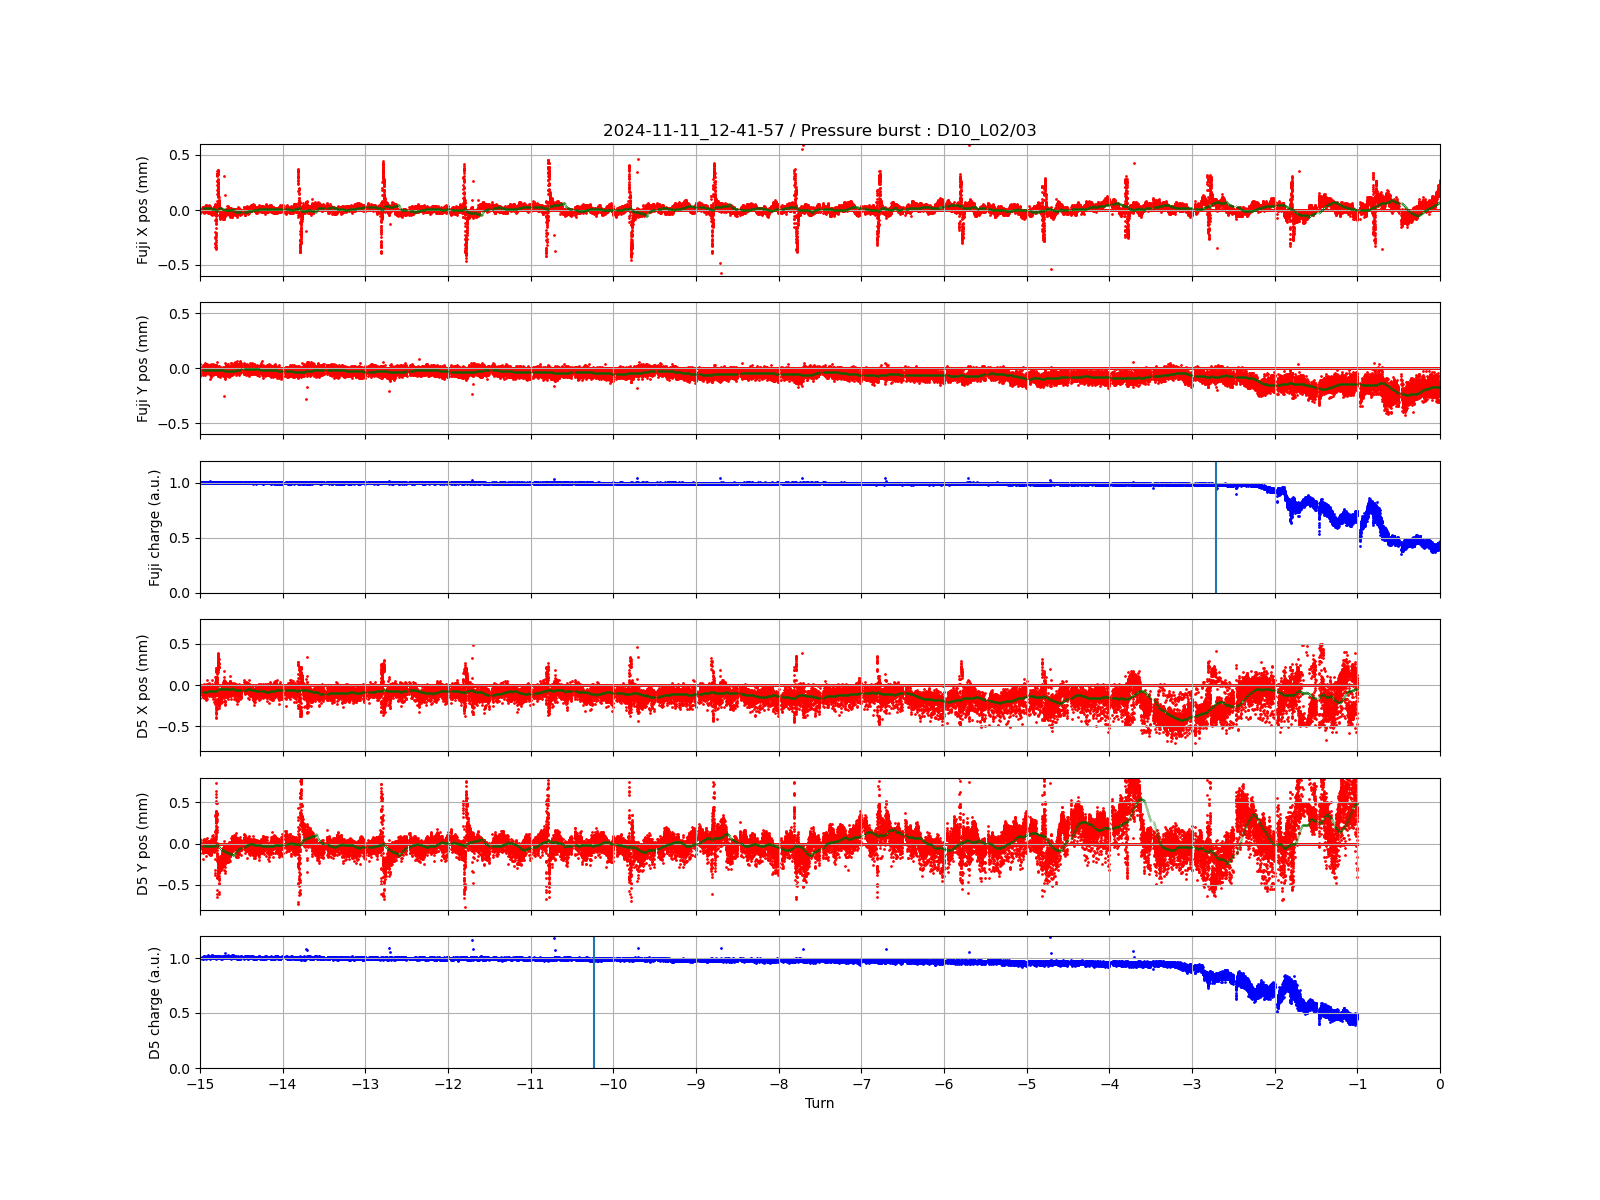 2024-11-11_12-41-57 / Pressure burst : D10_L02/03
Fuji X pos (mm)
0.5
0.0
−0.5
Fuji Y pos (mm)
0.5
0.0
−0.5
Fuji charge (a.u.)
1.0
0.5
0.0
D5 X pos (mm)
0.5
0.0
−0.5
D5 Y pos (mm)
0.5
0.0
−0.5
D5 charge (a.u.)
1.0
0.5
0.0
−15 −14 −13 −12 −11 −10 −9 −8 −7 −6 −5 −4 −3 −2 −1 0
Turn